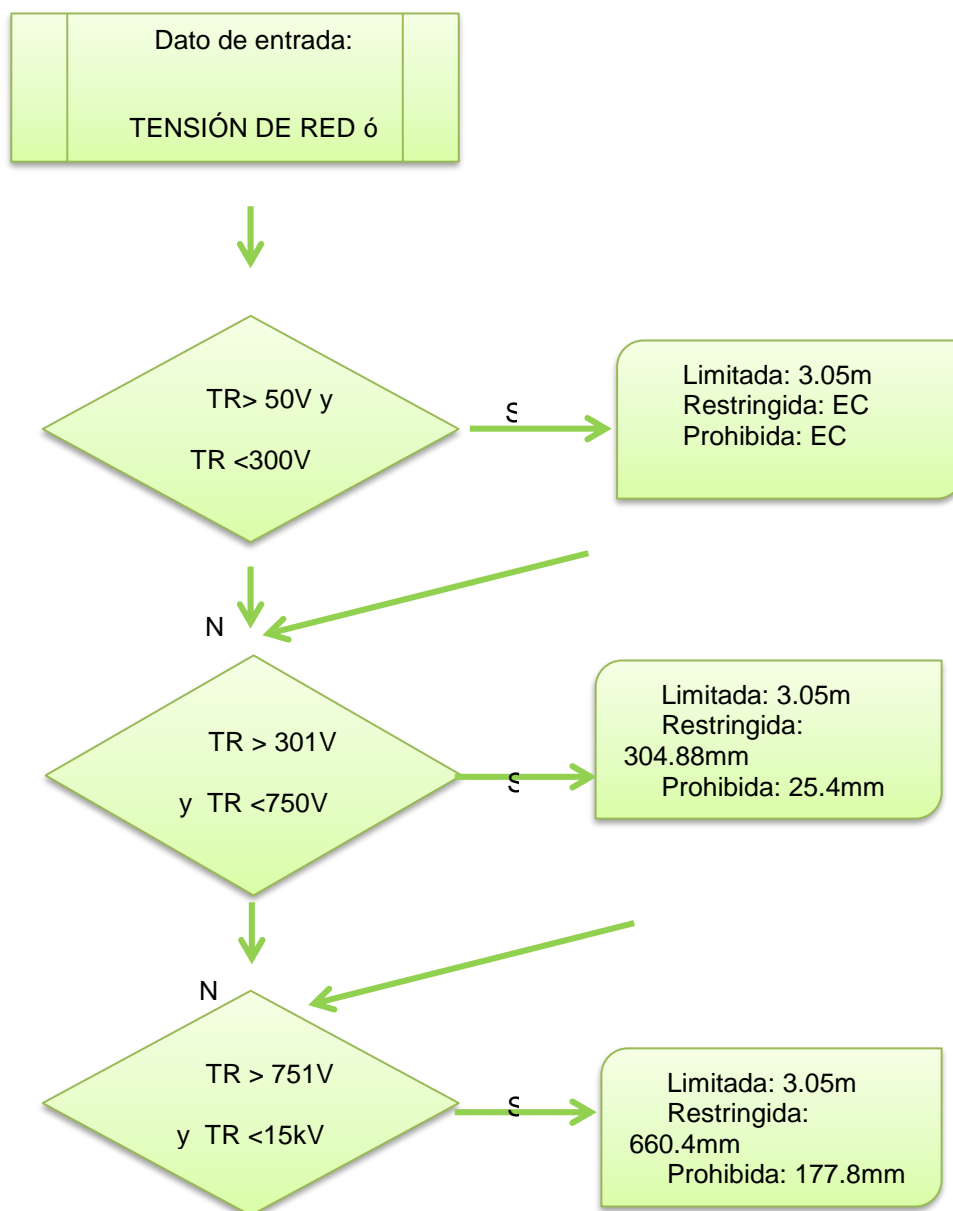 Dato de entrada:
TENSIÓN DE RED ó
TR> 50V y
TR <300V
S
Limitada: 3.05m
Restringida: EC
Prohibida: EC
N
TR > 301V
y TR <750V
S
Limitada: 3.05m
Restringida:
304.88mm
Prohibida: 25.4mm
N
TR > 751V
y TR <15kV
S
Limitada: 3.05m
Restringida:
660.4mm
Prohibida: 177.8mm